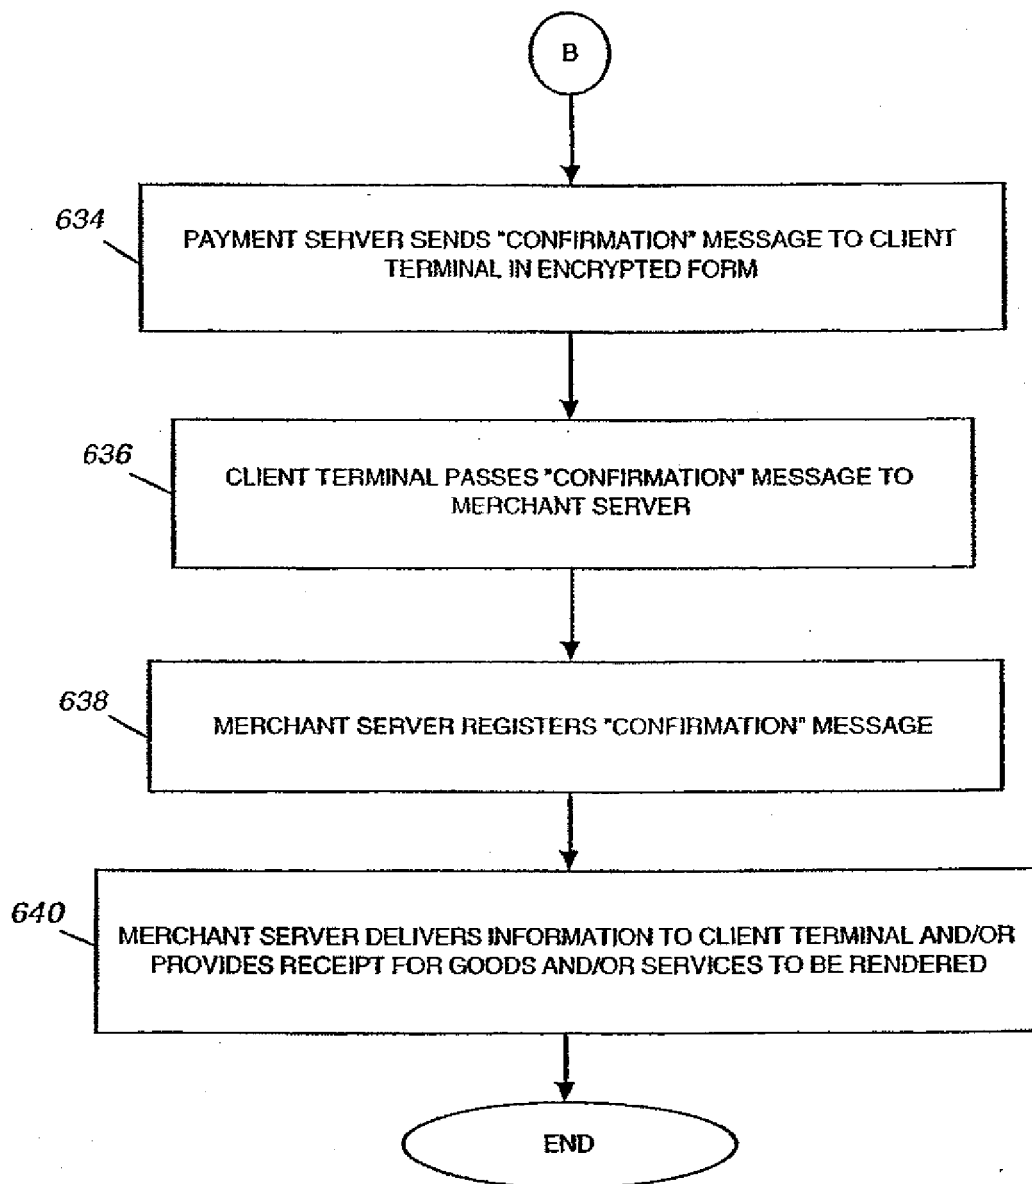 B
634
PAYMENT SERVER SENDS "CONFIRMATION" MESSAGE TO CLIENT
TERMINAL IN ENCRYPTED FORM
636
CLIENT TERMINAL PASSES "CONFIRMATION" MESSAGE TO
MERCHANT SERVER
638
MERCHANT SERVER REGISTERS "CONFIRMATION" MESSAGE
640
MERCHANT SERVER DELIVERS INFORMATION TO CLIENT TERMINAL AND/OR
PROVIDES RECEIPT FOR GOODS AND/OR SERVICES TO BE RENDERED
END